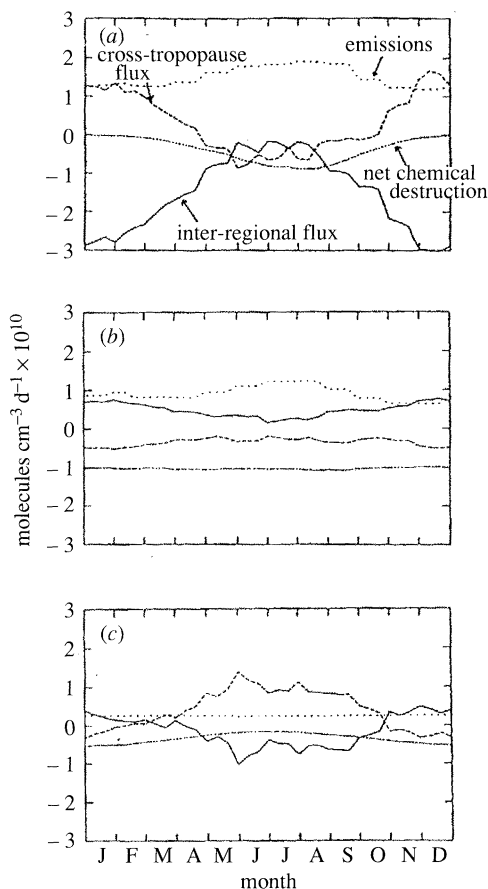 3
2
1
0
−1
−2
−3
(a)
cross-tropopause
flux
emissions
net chemical
destruction
inter-regional flux
3
2
1
0
−1
−2
−3
(b)
molecules cm⁻³ d⁻¹ × 10¹⁰
3
2
1
0
−1
−2
−3
(c)
J F M A M J J A S O N D
month